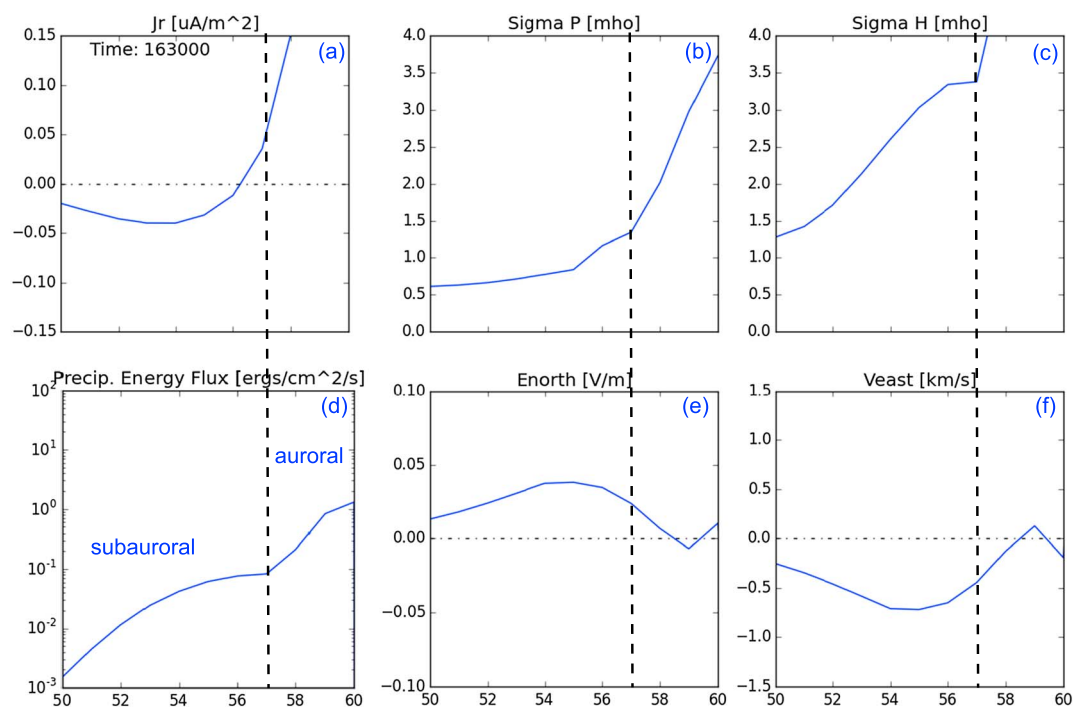 Jr [uA/m^2]
Time: 163000
(a)
0.15
0.10
0.05
0.00
−0.05
−0.10
−0.15
Sigma P [mho]
(b)
4.0
3.5
3.0
2.5
2.0
1.5
1.0
0.5
0.0
Sigma H [mho]
(c)
4.0
3.5
3.0
2.5
2.0
1.5
1.0
0.5
0.0
Precip. Energy Flux [ergs/cm^2/s]
(d)
auroral
subauroral
10^2
10^1
10^0
10^-1
10^-2
10^-3
50 52 54 56 58 60
Enorth [V/m]
(e)
0.10
0.05
0.00
−0.05
−0.10
50 52 54 56 58 60
Veast [km/s]
(f)
1.5
1.0
0.5
0.0
−0.5
−1.0
−1.5
50 52 54 56 58 60